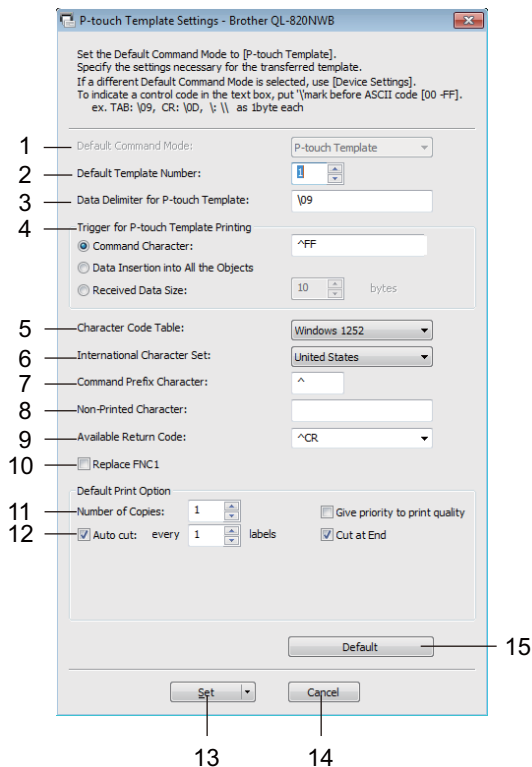 P-touch Template Settings - Brother QL-820NWB
Set the Default Command Mode to [P-touch Template].
Specify the settings necessary for the transferred template.
If a different Default Command Mode is selected, use [Device Settings].
To indicate a control code in the text box, put '\'mark before ASCII code [00 -FF].
ex. TAB: \09, CR: \0D, \: \\ as 1byte each
1 Default Command Mode: P-touch Template
2 Default Template Number: 1
3 Data Delimiter for P-touch Template: \09
4 Trigger for P-touch Template Printing
Command Character: ^FF
Data Insertion into All the Objects
Received Data Size: 10 bytes
5 Character Code Table: Windows 1252
6 International Character Set: United States
7 Command Prefix Character: ^
8 Non-Printed Character:
9 Available Return Code: ^CR
10 Replace FNC1
Default Print Option
11 Number of Copies: 1 Give priority to print quality
12 Auto cut: every 1 labels Cut at End
Default 15
Set Cancel
13 14